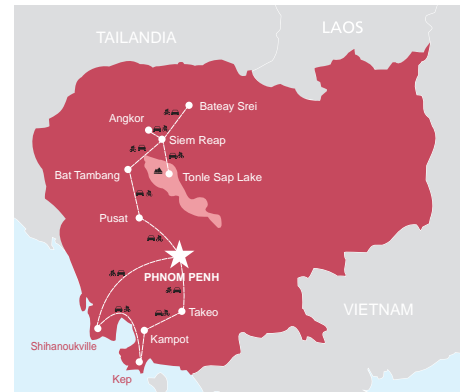 TAILANDIA
LAOS
Bateay Srei
Angkor
Siem Reap
Bat Tambang
Tonle Sap Lake
Pusat
PHNOM PENH
Takeo
VIETNAM
Shihanoukville
Kampot
Kep